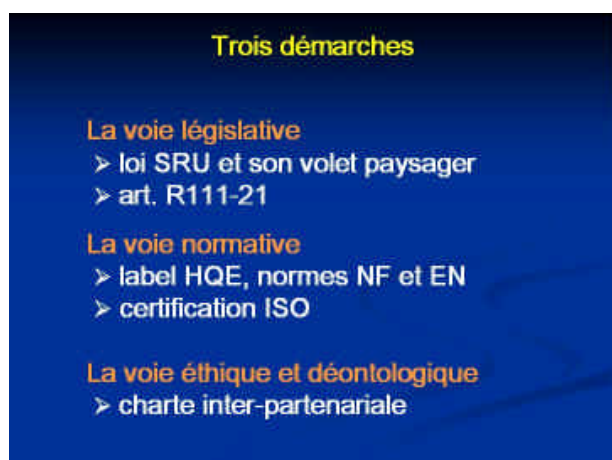 Trois démarches
La voie législative
➢ loi SRU et son volet paysager
➢ art. R111-21
La voie normative
➢ label HQE, normes NF et EN
➢ certification ISO
La voie éthique et déontologique
➢ charte inter-partenariale